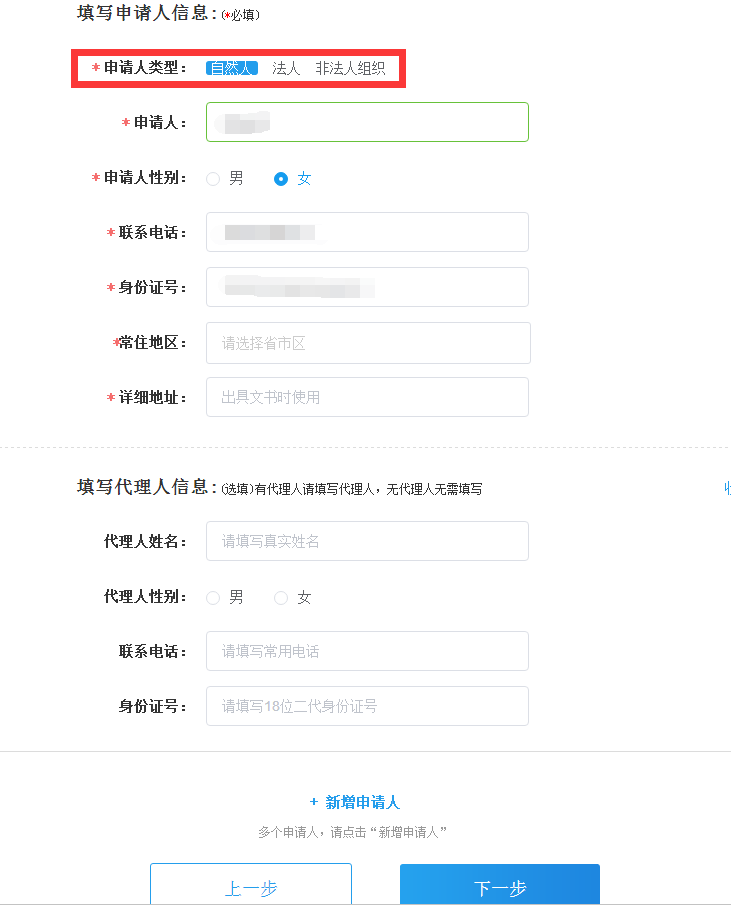 填写申请人信息：(*必填)
*申请人类型： 自然人 法人 非法人组织
*申请人：
*申请人性别： 男 女
*联系电话：
*身份证号：
*常住地区： 请选择省市区
*详细地址： 出具文书时使用
填写代理人信息：(选填)有代理人请填写代理人，无代理人无需填写
代理人姓名： 请填写真实姓名
代理人性别： 男 女
联系电话： 请填写常用电话
身份证号： 请填写18位二代身份证号
+ 新增申请人
多个申请人，请点击“新增申请人”
上一步 下一步